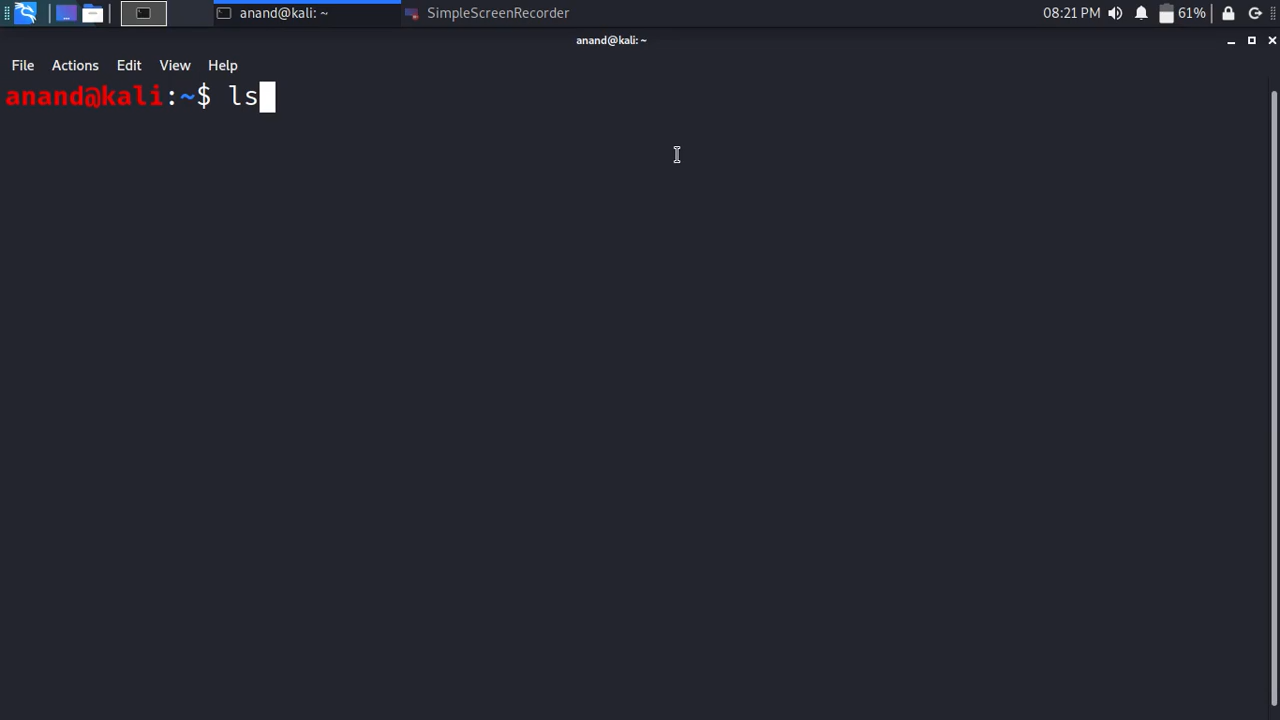 anand@kali: ~ SimpleScreenRecorder 08:21 PM 61%
anand@kali: ~
File Actions Edit View Help
anand@kali:~$ ls